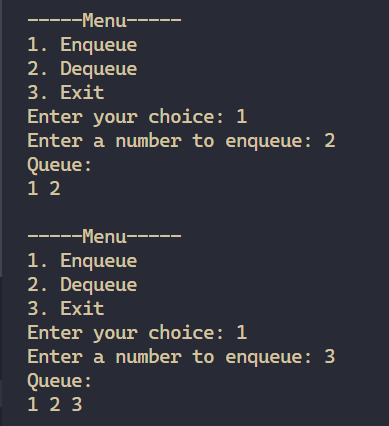 -----Menu-----
1. Enqueue
2. Dequeue
3. Exit
Enter your choice: 1
Enter a number to enqueue: 2
Queue:
1 2

-----Menu-----
1. Enqueue
2. Dequeue
3. Exit
Enter your choice: 1
Enter a number to enqueue: 3
Queue:
1 2 3